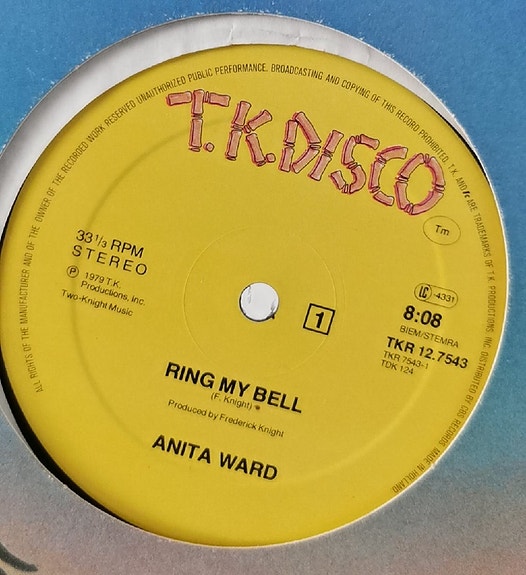 ALL RIGHTS OF THE MANUFACTURER AND OF THE OWNER OF THE RECORDED WORK RESERVED. UNAUTHORIZED PUBLIC PERFORMANCE, BROADCASTING AND COPYING OF THIS RECORD PROHIBITED. T.K. AND ARE TRADEMARKS OF T.K. PRODUCTIONS INC. DISTRIBUTED BY CBS RECORDS. MADE IN HOLLAND
T.K.DISCO
Tm
33 1/3 RPM
STEREO
Ⓟ 1979 T.K.
Productions, Inc.
Two-Knight Music
1
LC -4331
8:08
BIEM/STEMRA
TKR 12.7543
TKR 7543-1
TDK 124
RING MY BELL
(F. Knight)
Produced by Frederick Knight
ANITA WARD